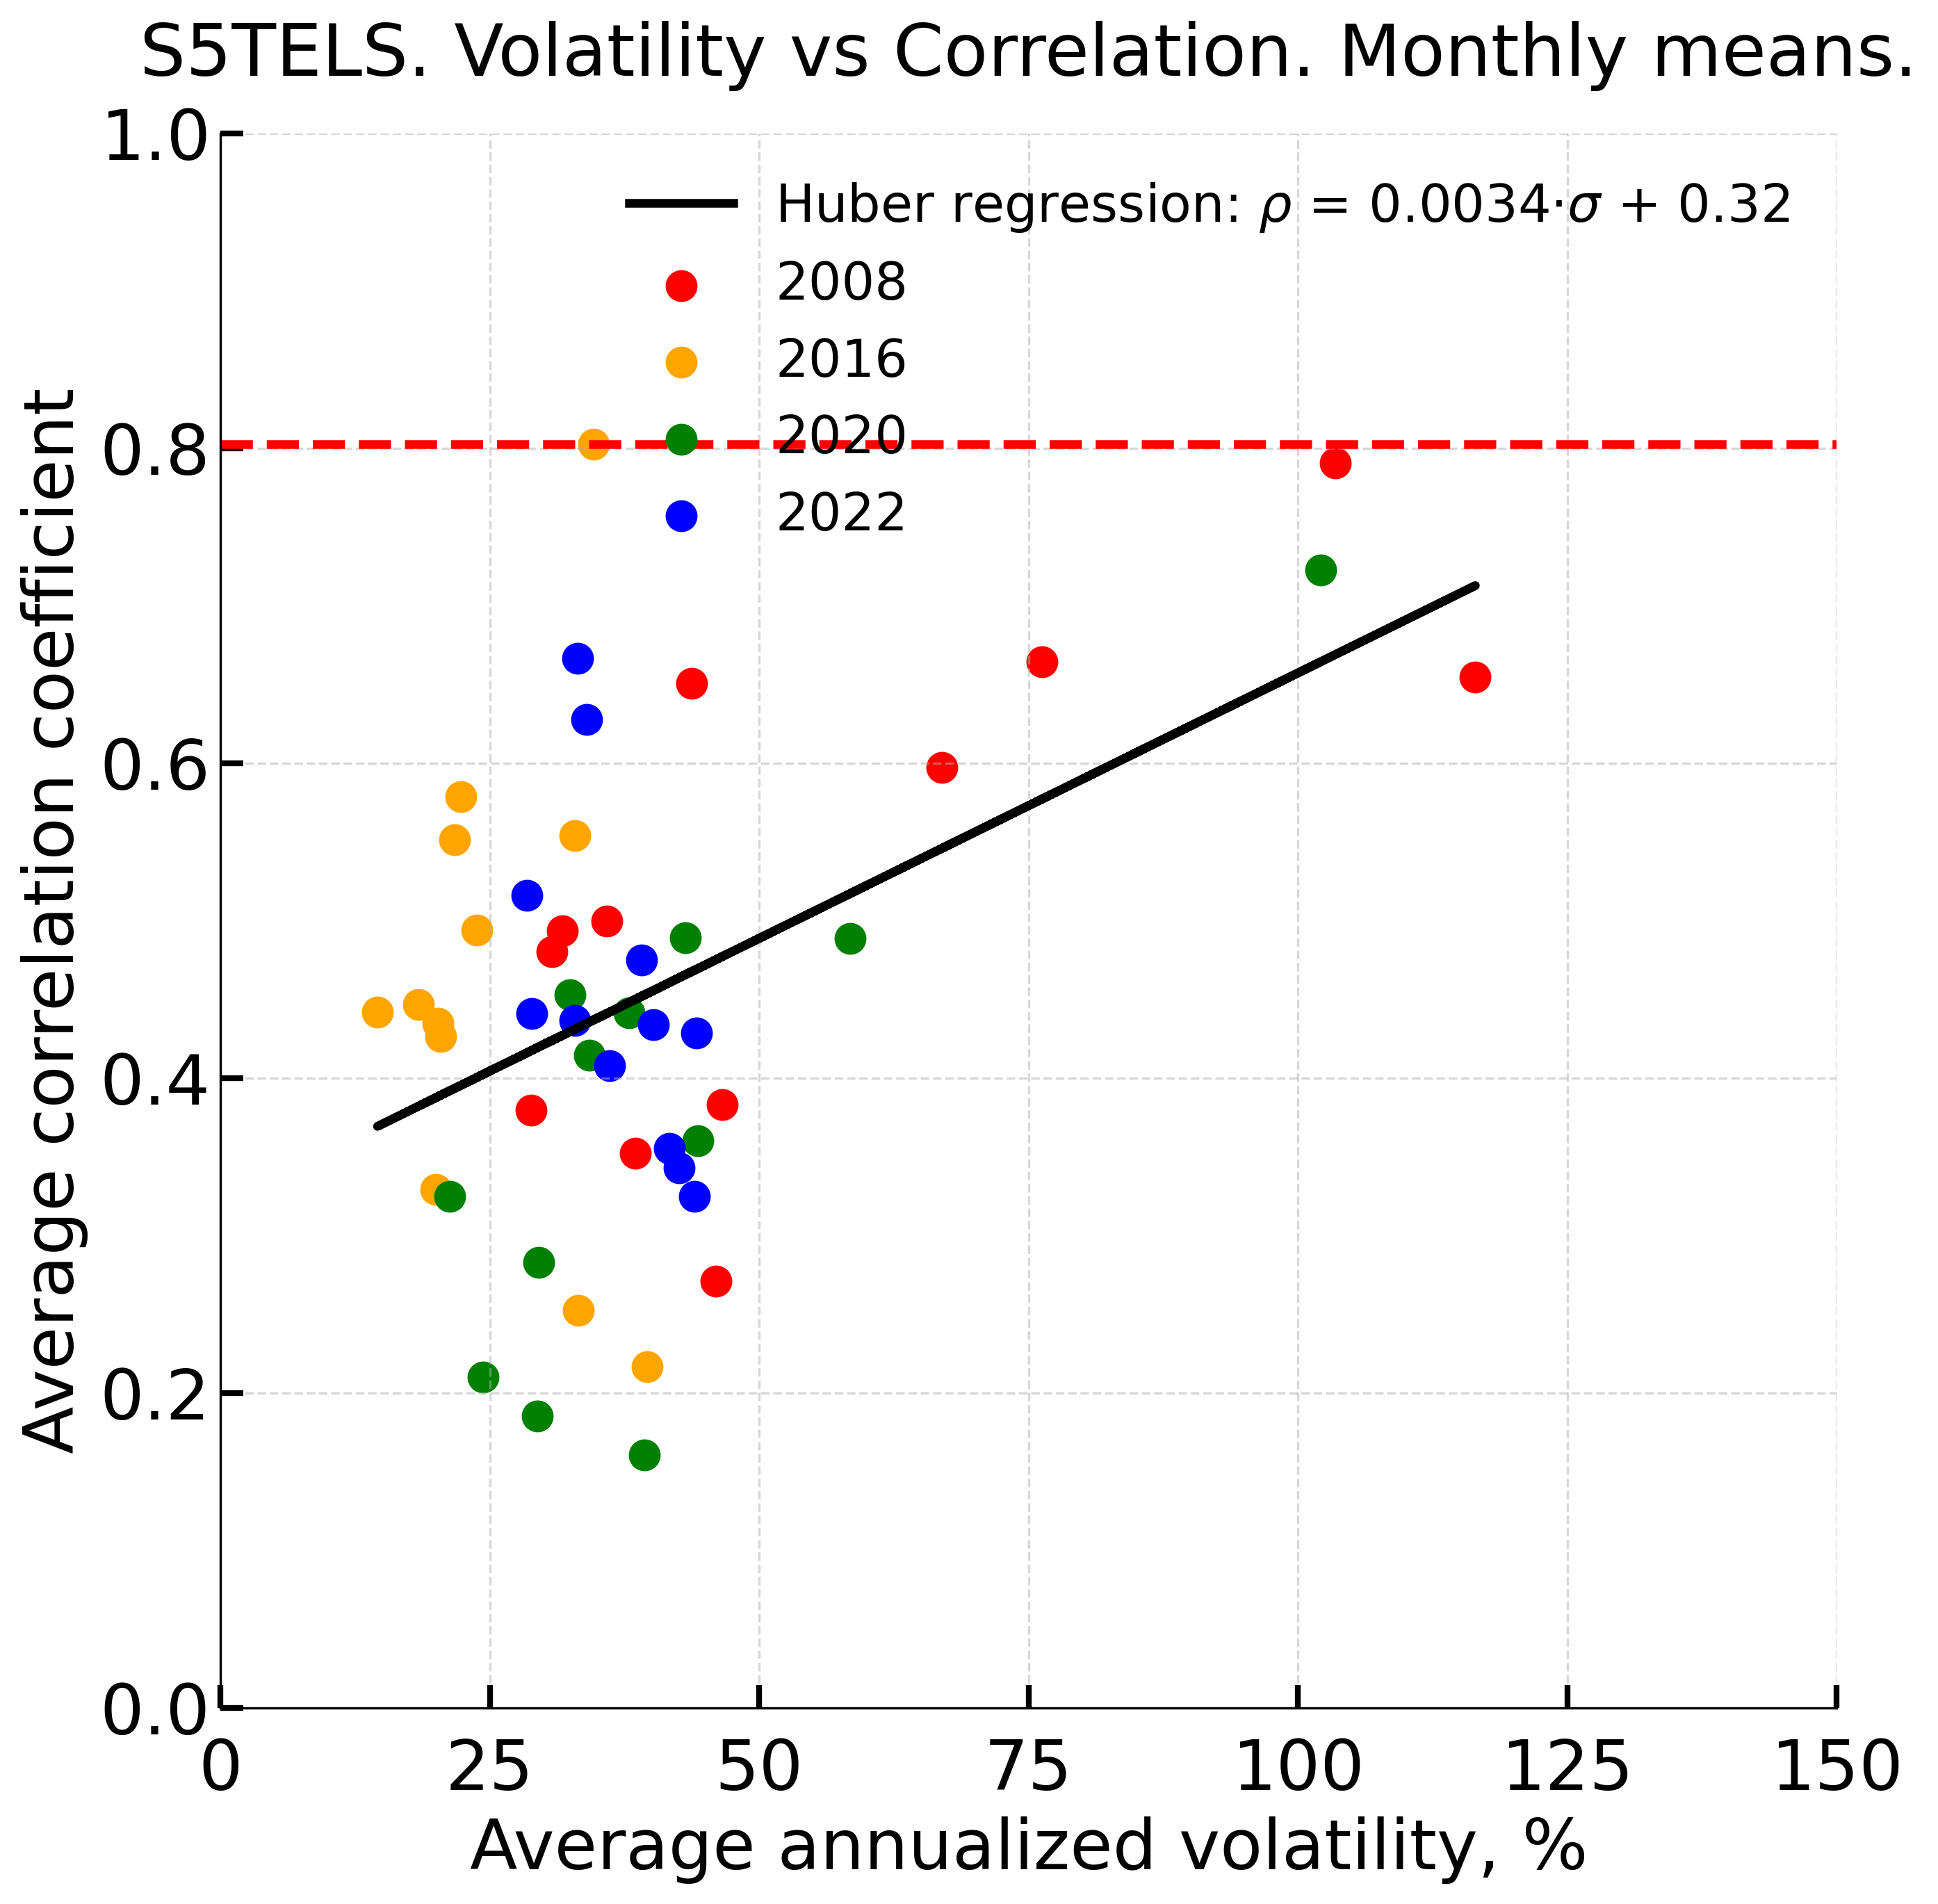 S5TELS. Volatility vs Correlation. Monthly means.
1.0
Huber regression: ρ = 0.0034·σ + 0.32
2008
2016
2020
2022
0.8
0.6
0.4
0.2
0.0
Average correlation coefficient
0 25 50 75 100 125 150
Average annualized volatility, %